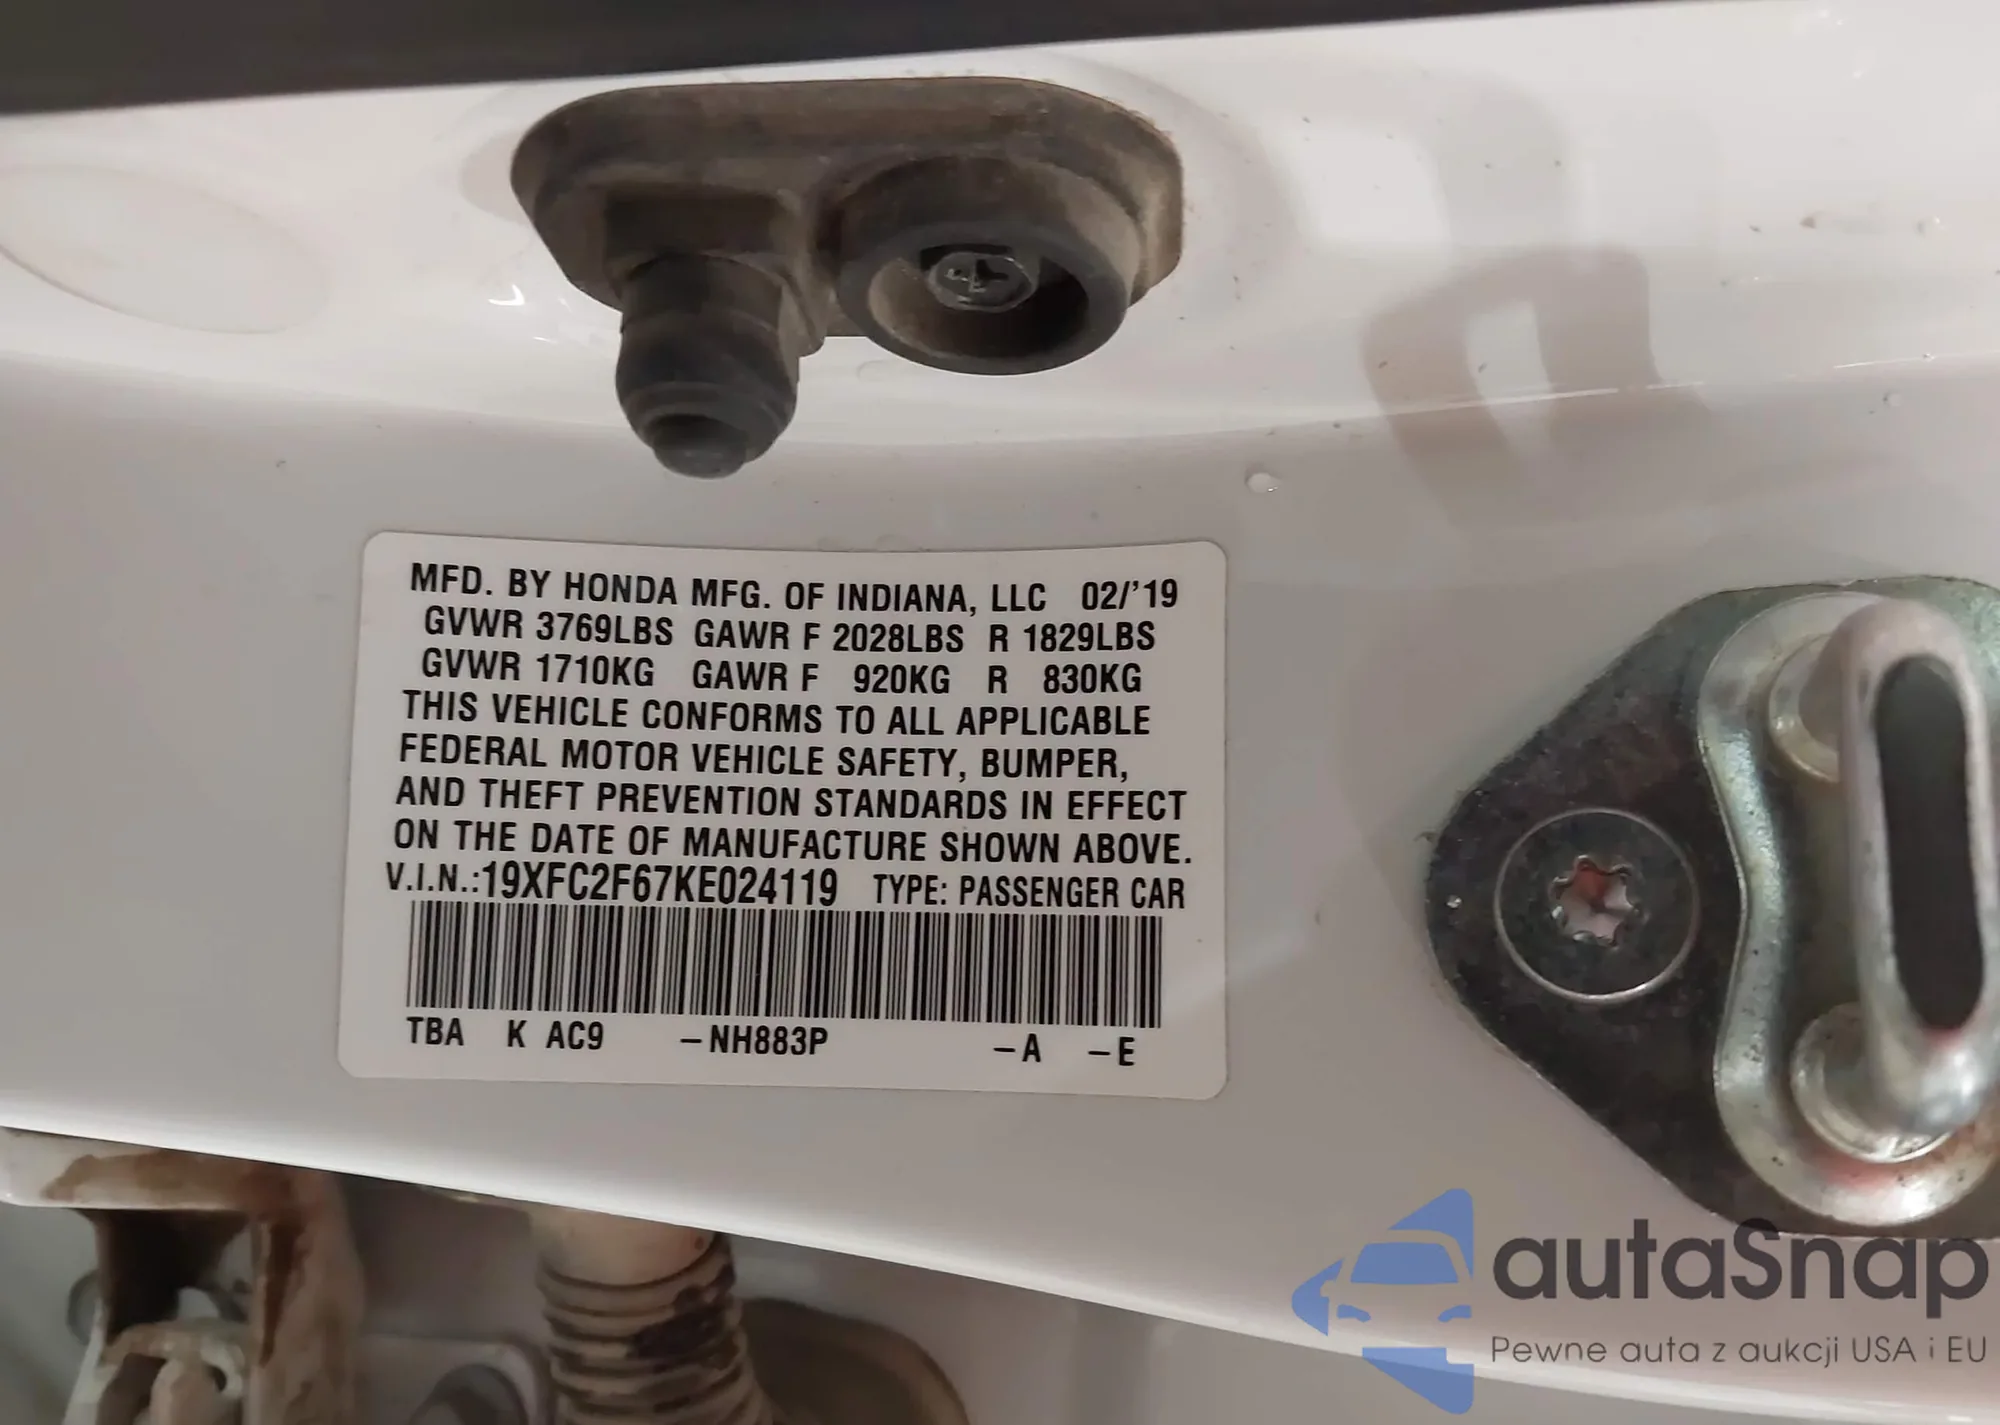 MFD. BY HONDA MFG. OF INDIANA, LLC 02/'19
GVWR 3769LBS GAWR F 2028LBS R 1829LBS
GVWR 1710KG GAWR F 920KG R 830KG
THIS VEHICLE CONFORMS TO ALL APPLICABLE
FEDERAL MOTOR VEHICLE SAFETY, BUMPER,
AND THEFT PREVENTION STANDARDS IN EFFECT
ON THE DATE OF MANUFACTURE SHOWN ABOVE.
V.I.N.:19XFC2F67KE024119 TYPE: PASSENGER CAR
TBA K AC9 –NH883P –A –E
autaSnap
Pewne auta z aukcji USA i EU